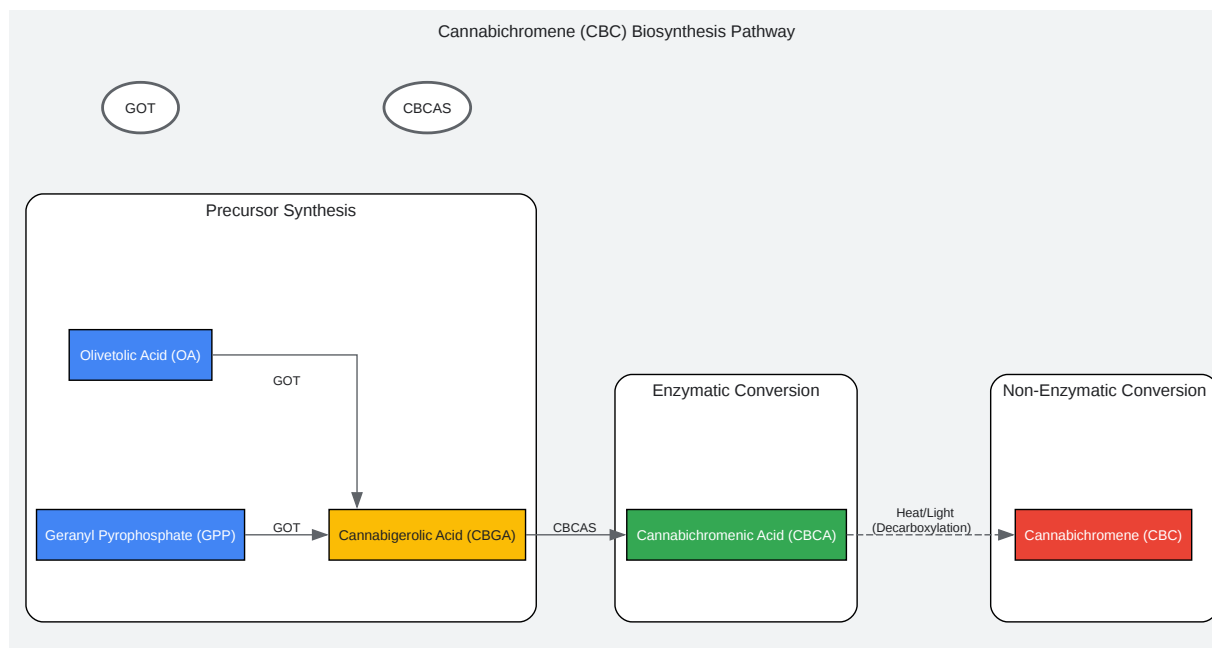 Cannabichromene (CBC) Biosynthesis Pathway
GOT
CBCAS
Precursor Synthesis
Olivetolic Acid (OA)
GOT
Geranyl Pyrophosphate (GPP)
GOT
Cannabigerolic Acid (CBGA)
CBCAS
Enzymatic Conversion
Cannabichromenic Acid (CBCA)
Heat/Light
(Decarboxylation)
Non-Enzymatic Conversion
Cannabichromene (CBC)